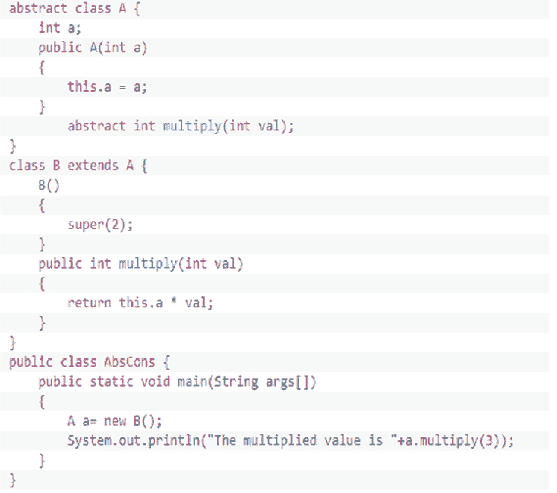 abstract class A {
int a;
public A(int a)
{
this.a = a;
}
abstract int multiply(int val);
}
class B extends A {
B()
{
super(2);
}
public int multiply(int val)
{
return this.a * val;
}
}
public class AbsCons {
public static void main(String args[])
{
A a= new B();
System.out.println("The multiplied value is "+a.multiply(3));
}
}